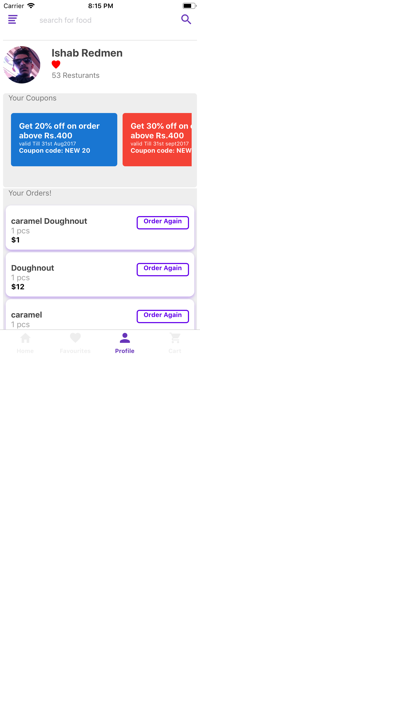 Carrier 8:15 PM
search for food
Ishab Redmen
53 Resturants
Your Coupons
Get 20% off on order
above Rs.400
valid Till 31st Aug2017
Coupon code: NEW 20
Get 30% on
above Rs.400
valid Till 31st sept2017
Coupon code: NEW
Your Orders!
caramel Doughnout
1 pcs
$1
Order Again
Doughnout
1 pcs
$12
Order Again
caramel
1 pcs
Order Again
Home
Favourites
Profile
Cart